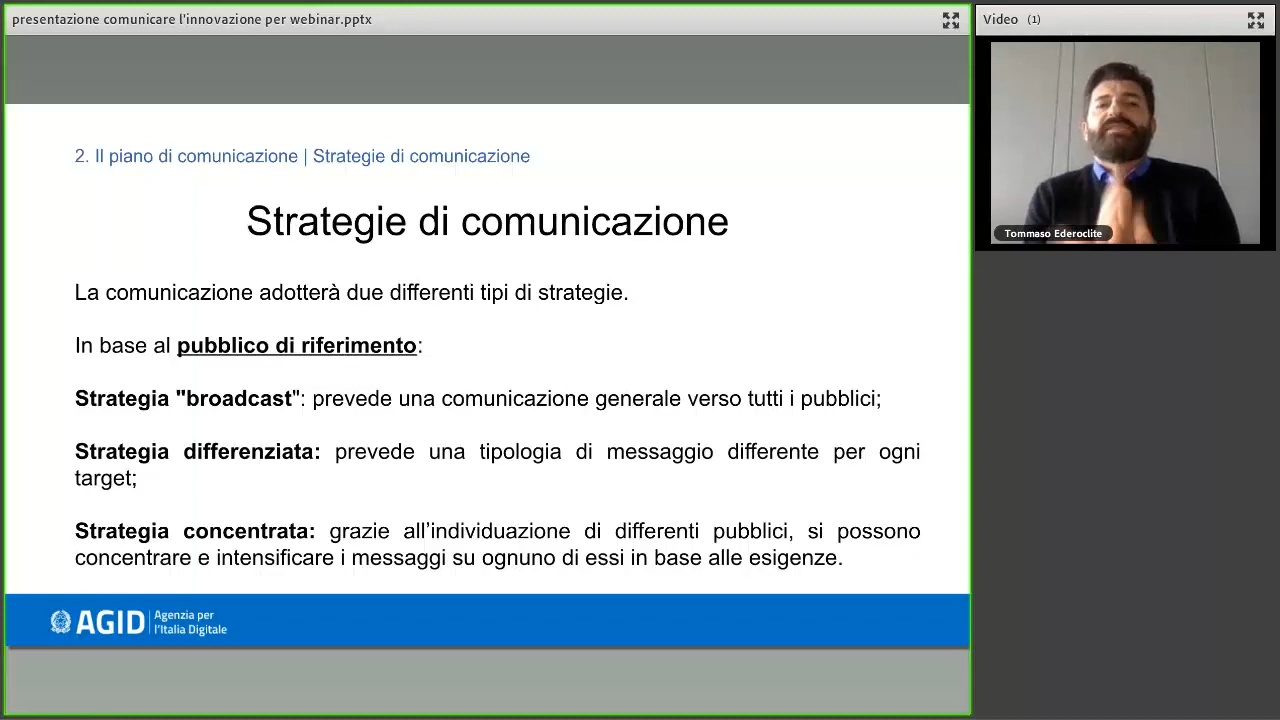 presentazione comunicare l'innovazione per webinar.pptx
Video (1)
Tommaso Ederoclite
2. Il piano di comunicazione | Strategie di comunicazione
Strategie di comunicazione
La comunicazione adotterà due differenti tipi di strategie.
In base al pubblico di riferimento:
Strategia "broadcast": prevede una comunicazione generale verso tutti i pubblici;
Strategia differenziata: prevede una tipologia di messaggio differente per ogni
target;
Strategia concentrata: grazie all’individuazione di differenti pubblici, si possono
concentrare e intensificare i messaggi su ognuno di essi in base alle esigenze.
AGID Agenzia per
l'Italia Digitale